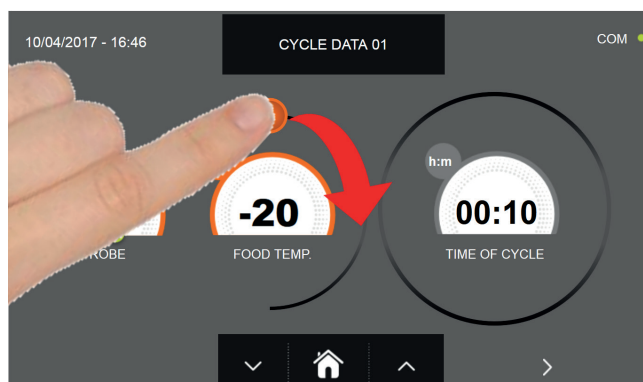 10/04/2017 - 16:46
CYCLE DATA 01
COM
h:m
-20
00:10
FOOD TEMP.
TIME OF CYCLE